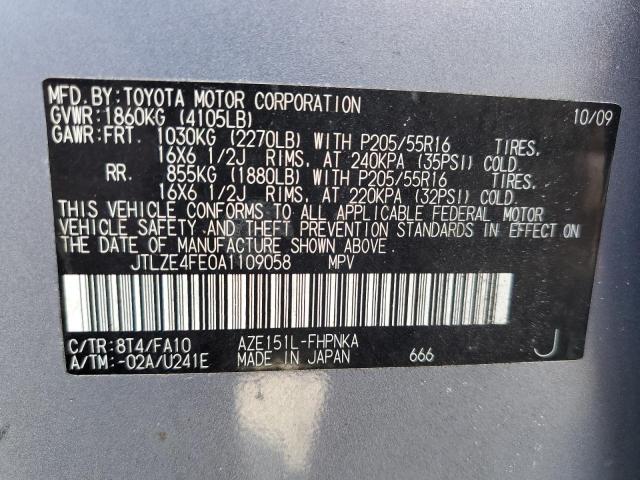 MFD.BY:TOYOTA MOTOR CORPORATION 10/09
GVWR:1860KG (4105LB)
GAWR:FRT. 1030KG (2270LB) WITH P205/55R16 TIRES,
16X6 1/2J RIMS, AT 240KPA (35PSI) COLD.
RR. 855KG (1880LB) WITH P205/55R16 TIRES,
16X6 1/2J RIMS, AT 220KPA (32PSI) COLD.
THIS VEHICLE CONFORMS TO ALL APPLICABLE FEDERAL MOTOR
VEHICLE SAFETY AND THEFT PREVENTION STANDARDS IN EFFECT ON
THE DATE OF MANUFACTURE SHOWN ABOVE.
JTLZE4FE0A1109058 MPV
C/TR:8T4/FA10 AZE151L-FHPNKA
A/TM:-02A/U241E MADE IN JAPAN 666 J